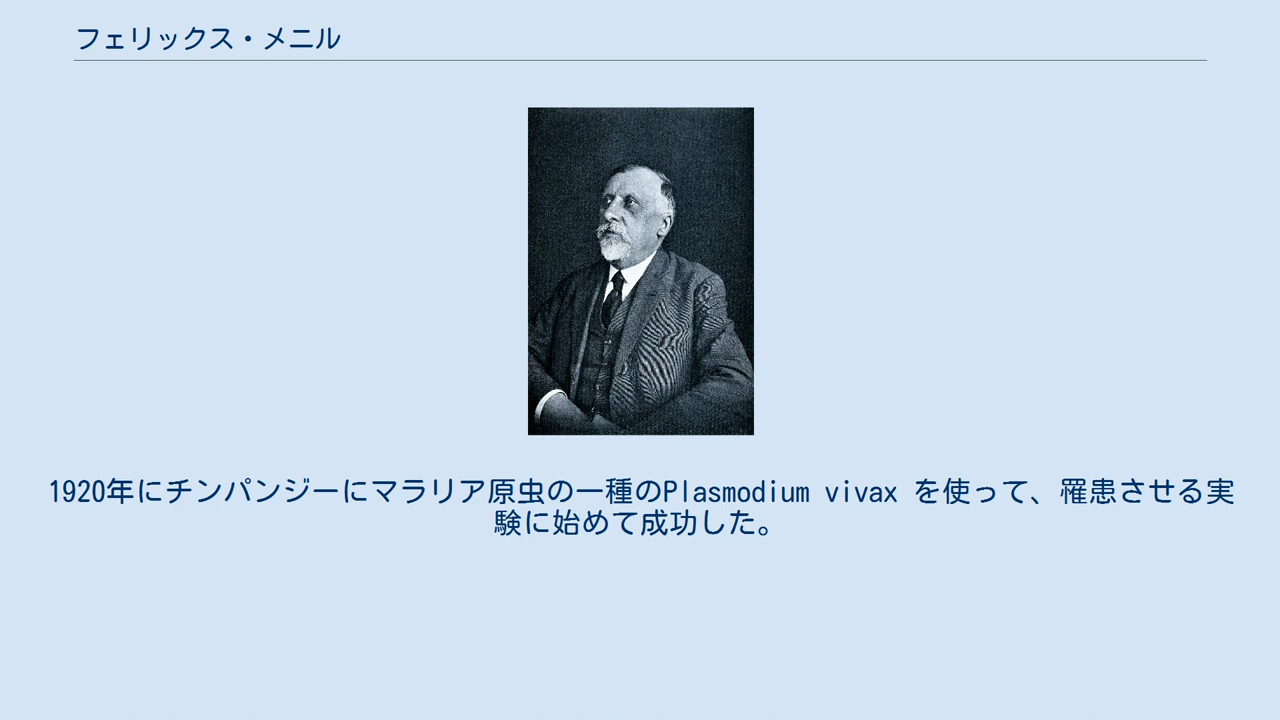 フェリックス・メニル
1920年にチンパンジーにマラリア原虫の一種のPlasmodium vivax を使って、罹患させる実
験に始めて成功した。